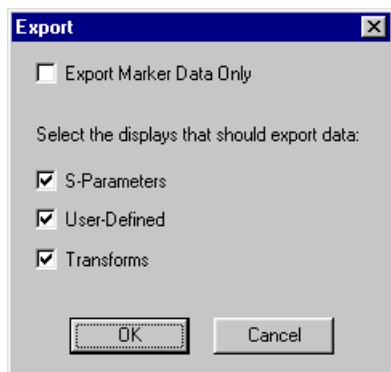 Export
Export Marker Data Only
Select the displays that should export data:
S-Parameters
User-Defined
Transforms
OK Cancel